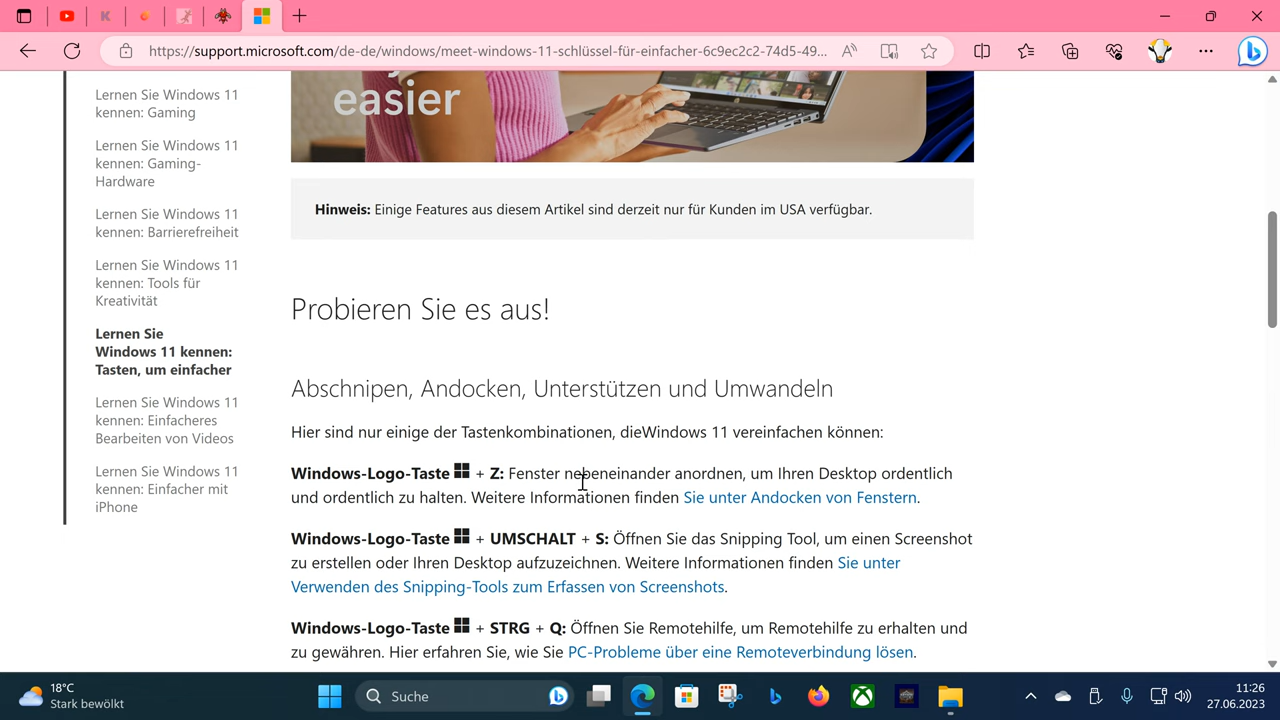 https://support.microsoft.com/de-de/windows/meet-windows-11-schlüssel-für-einfacher-6c9ec2c2-74d5-49...
Lernen Sie Windows 11
kennen: Gaming
Lernen Sie Windows 11
kennen: Gaming-
Hardware
Lernen Sie Windows 11
kennen: Barrierefreiheit
Lernen Sie Windows 11
kennen: Tools für
Kreativität
Lernen Sie
Windows 11 kennen:
Tasten, um einfacher
Lernen Sie Windows 11
kennen: Einfacheres
Bearbeiten von Videos
Lernen Sie Windows 11
kennen: Einfacher mit
iPhone
easier
Hinweis: Einige Features aus diesem Artikel sind derzeit nur für Kunden im USA verfügbar.
Probieren Sie es aus!
Abschnipen, Andocken, Unterstützen und Umwandeln
Hier sind nur einige der Tastenkombinationen, dieWindows 11 vereinfachen können:
Windows-Logo-Taste + Z: Fenster nebeneinander anordnen, um Ihren Desktop ordentlich
und ordentlich zu halten. Weitere Informationen finden Sie unter Andocken von Fenstern.
Windows-Logo-Taste + UMSCHALT + S: Öffnen Sie das Snipping Tool, um einen Screenshot
zu erstellen oder Ihren Desktop aufzuzeichnen. Weitere Informationen finden Sie unter
Verwenden des Snipping-Tools zum Erfassen von Screenshots.
Windows-Logo-Taste + STRG + Q: Öffnen Sie Remotehilfe, um Remotehilfe zu erhalten und
zu gewähren. Hier erfahren Sie, wie Sie PC-Probleme über eine Remoteverbindung lösen.
18°C
Stark bewölkt
Suche
11:26
27.06.2023